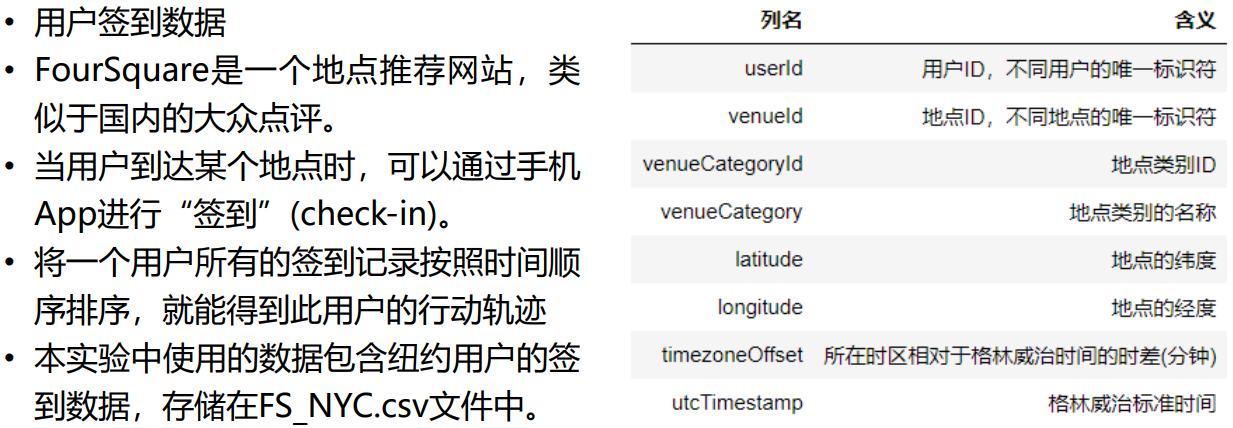 • 用户签到数据
• FourSquare是一个地点推荐网站，类
似于国内的大众点评。
• 当用户到达某个地点时，可以通过手机
App进行“签到”(check-in)。
• 将一个用户所有的签到记录按照时间顺
序排序，就能得到此用户的行动轨迹
• 本实验中使用的数据包含纽约用户的签
到数据，存储在FS_NYC.csv文件中。
列名 含义
userId 用户ID，不同用户的唯一标识符
venueId 地点ID，不同地点的唯一标识符
venueCategoryId 地点类别ID
venueCategory 地点类别的名称
latitude 地点的纬度
longitude 地点的经度
timezoneOffset 所在时区相对于格林威治时间的时差(分钟)
utcTimestamp 格林威治标准时间